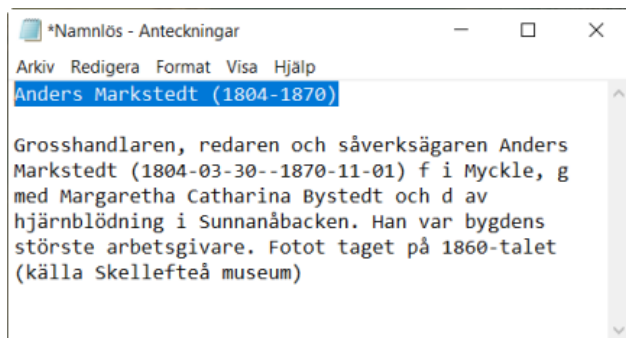 *Namnlös - Anteckningar
Arkiv Redigera Format Visa Hjälp
Anders Markstedt (1804-1870)
Grosshandlaren, redaren och såverksägaren Anders
Markstedt (1804-03-30--1870-11-01) f i Myckle, g
med Margaretha Catharina Bystedt och d av
hjärnblödning i Sunnanåbacken. Han var bygdens
största arbetsgivare. Fotot taget på 1860-talet
(källa Skellefteå museum)